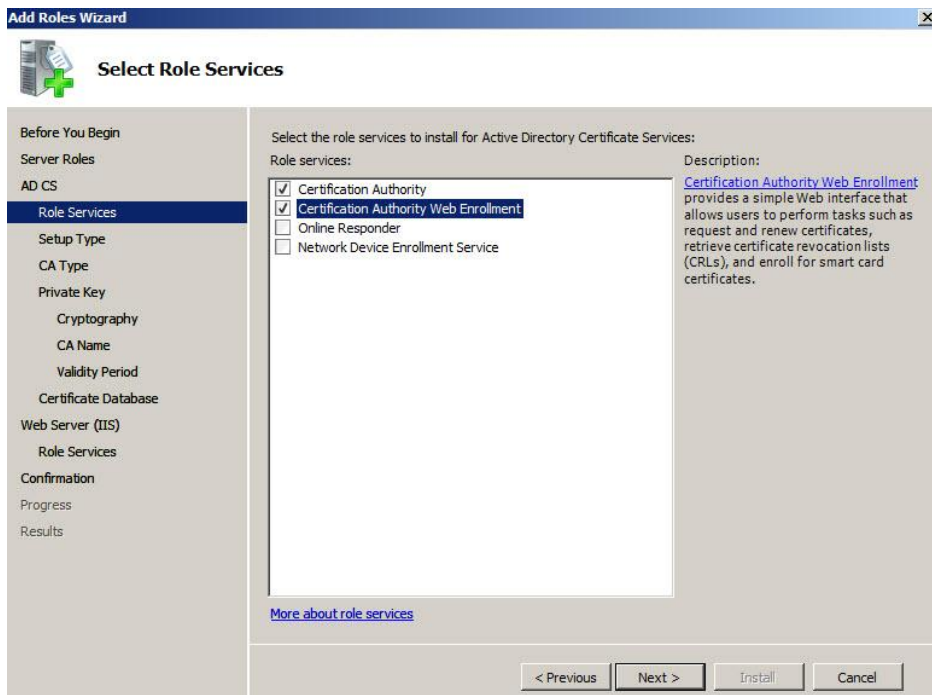 Add Roles Wizard
Select Role Services
Before You Begin
Server Roles
AD CS
Role Services
Setup Type
CA Type
Private Key
Cryptography
CA Name
Validity Period
Certificate Database
Web Server (IIS)
Role Services
Confirmation
Progress
Results
Select the role services to install for Active Directory Certificate Services:
Role services:
Certification Authority
Certification Authority Web Enrollment
Online Responder
Network Device Enrollment Service
More about role services
Description:
Certification Authority Web Enrollment
provides a simple Web interface that
allows users to perform tasks such as
request and renew certificates,
retrieve certificate revocation lists
(CRLs), and enroll for smart card
certificates.
< Previous
Next >
Install
Cancel